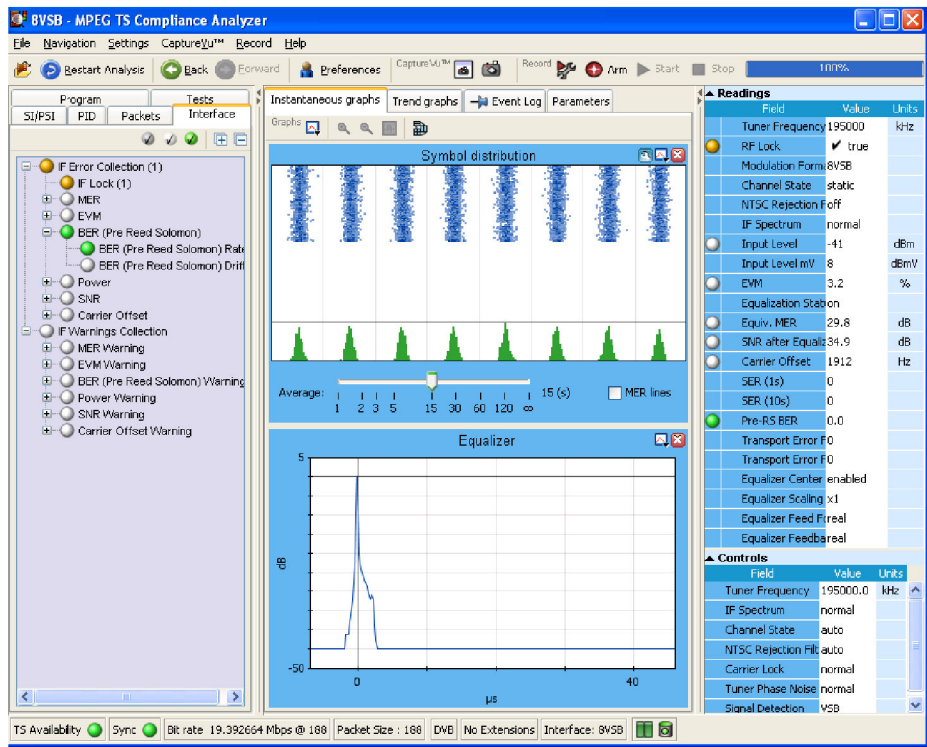 8VSB - MPEG TS Compliance Analyzer
File Navigation Settings CaptureVu™ Record Help
Restart Analysis Back Forward Preferences CaptureVu™ Record Arm Start Stop 100%
Program Tests
SI/PSI PID Packets Interface
IF Error Collection (1)
IF Lock (1)
MER
EVM
BER (Pre Reed Solomon)
BER (Pre Reed Solomon) Rate
BER (Pre Reed Solomon) Drift
Power
SNR
Carrier Offset
IF Warnings Collection
MER Warning
EVM Warning
BER (Pre Reed Solomon) Warning
Power Warning
SNR Warning
Carrier Offset Warning
Instantaneous graphs Trend graphs Event Log Parameters
Graphs
Symbol distribution
Average: 15 (s) MER lines
1 2 3 5 15 30 60 120 ∞
Equalizer
5
dB
-50
0 40
µs
Readings
Field Value Units
Tuner Frequency 195000 kHz
RF Lock ✔ true
Modulation Forma 8VSB
Channel State static
NTSC Rejection F off
IF Spectrum normal
Input Level -41 dBm
Input Level mV 8 dBmV
EVM 3.2 %
Equalization Stat on
Equiv. MER 29.8 dB
SNR after Equaliz 34.9 dB
Carrier Offset 1912 Hz
SER (1s) 0
SER (10s) 0
Pre-RS BER 0.0
Transport Error F 0
Transport Error F 0
Equalizer Center enabled
Equalizer Scaling x1
Equalizer Feed F real
Equalizer Feedba real
Controls
Field Value Units
Tuner Frequency 195000.0 kHz
IF Spectrum normal
Channel State auto
NTSC Rejection Filt auto
Carrier Lock normal
Tuner Phase Noise normal
Signal Detection VSB
TS Availability Sync Bit rate 19.392664 Mbps @ 188 Packet Size : 188 DVB No Extensions Interface: 8VSB